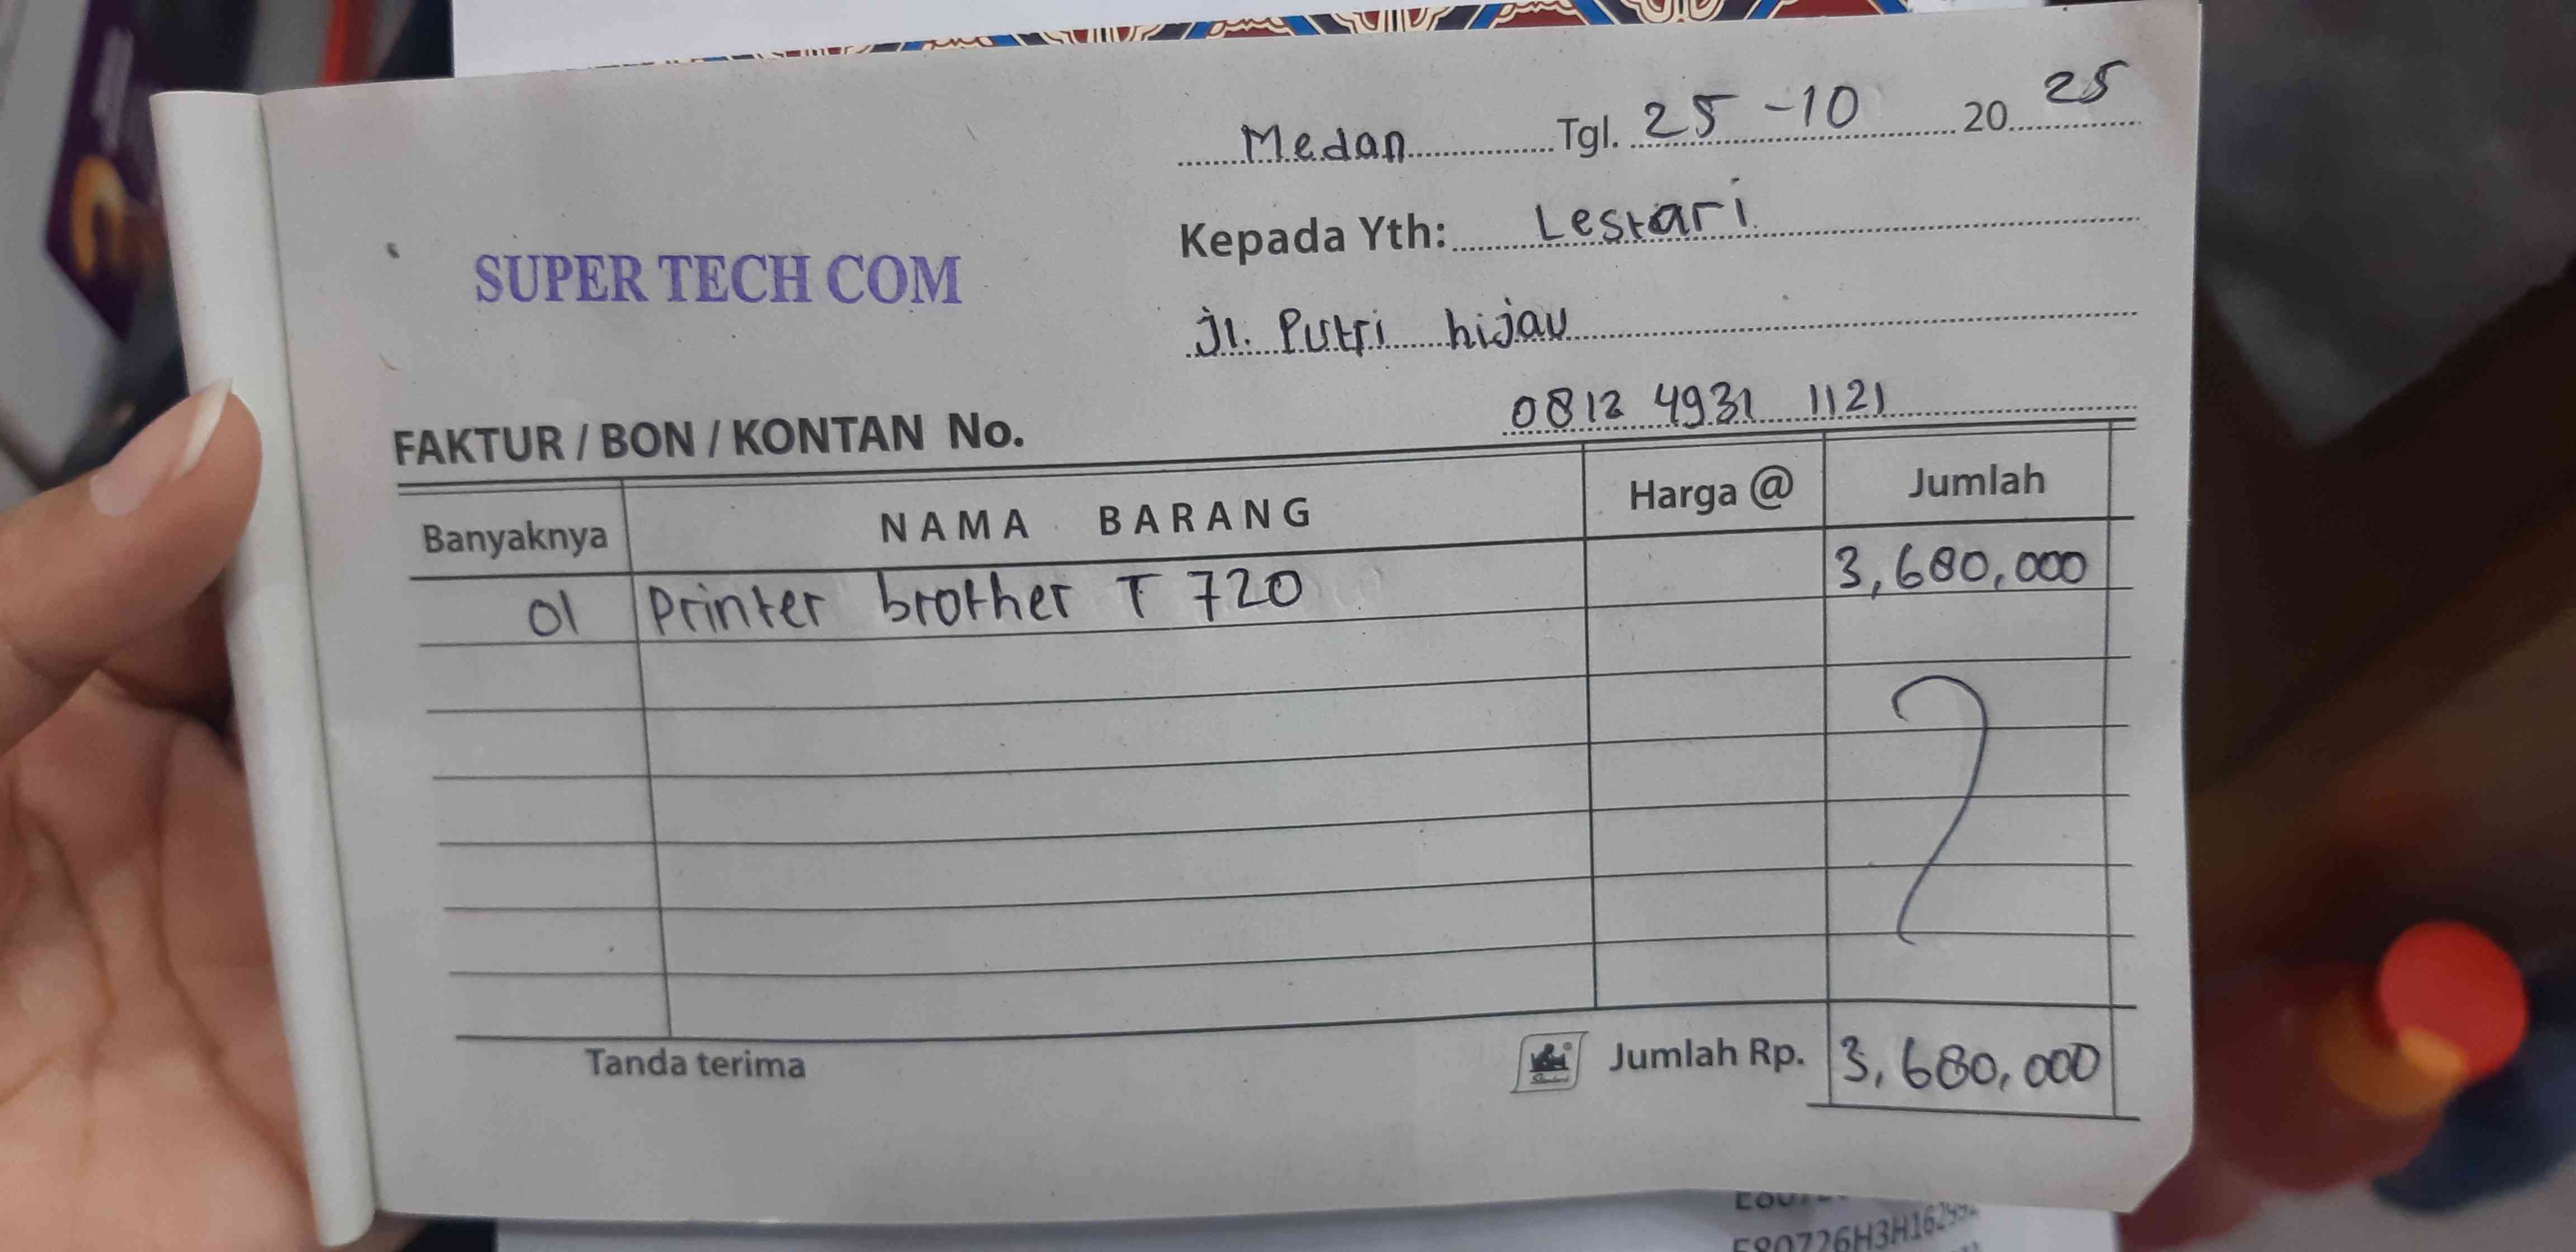 Medan Tgl. 25-10 20 25
Kepada Yth: Lestari
SUPER TECH COM
Jl. Putri hijau
0812 4931 1121
FAKTUR / BON / KONTAN No.
Banyaknya NAMA BARANG Harga @ Jumlah
01 Printer brother T 720 3,680,000
Tanda terima Jumlah Rp. 3,680,000